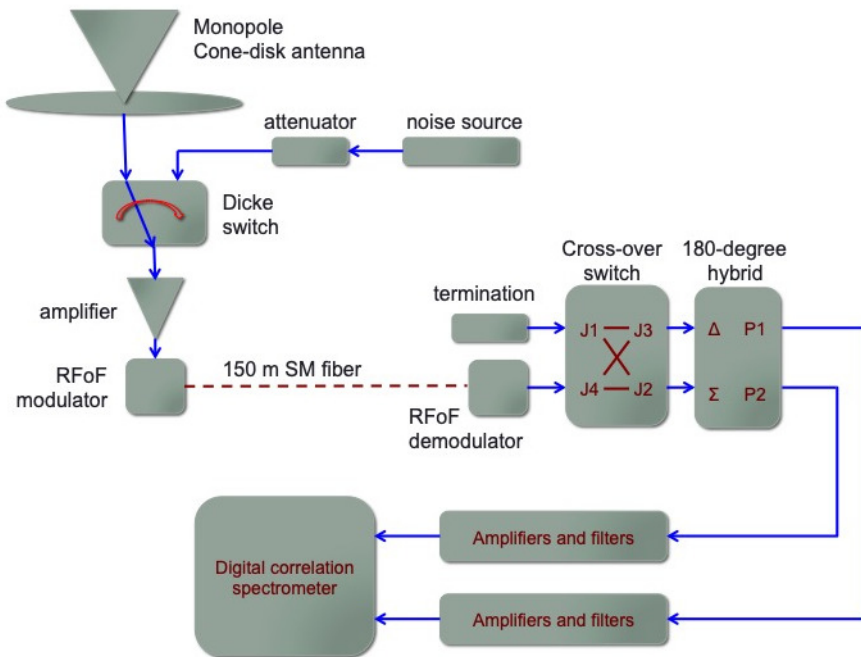 Monopole
Cone-disk antenna
attenuator
noise source
Dicke
switch
amplifier
RFoF
modulator
150 m SM fiber
termination
RFoF
demodulator
Cross-over
switch
J1
J3
J4
J2
180-degree
hybrid
Δ P1
Σ P2
Amplifiers and filters
Digital correlation
spectrometer
Amplifiers and filters